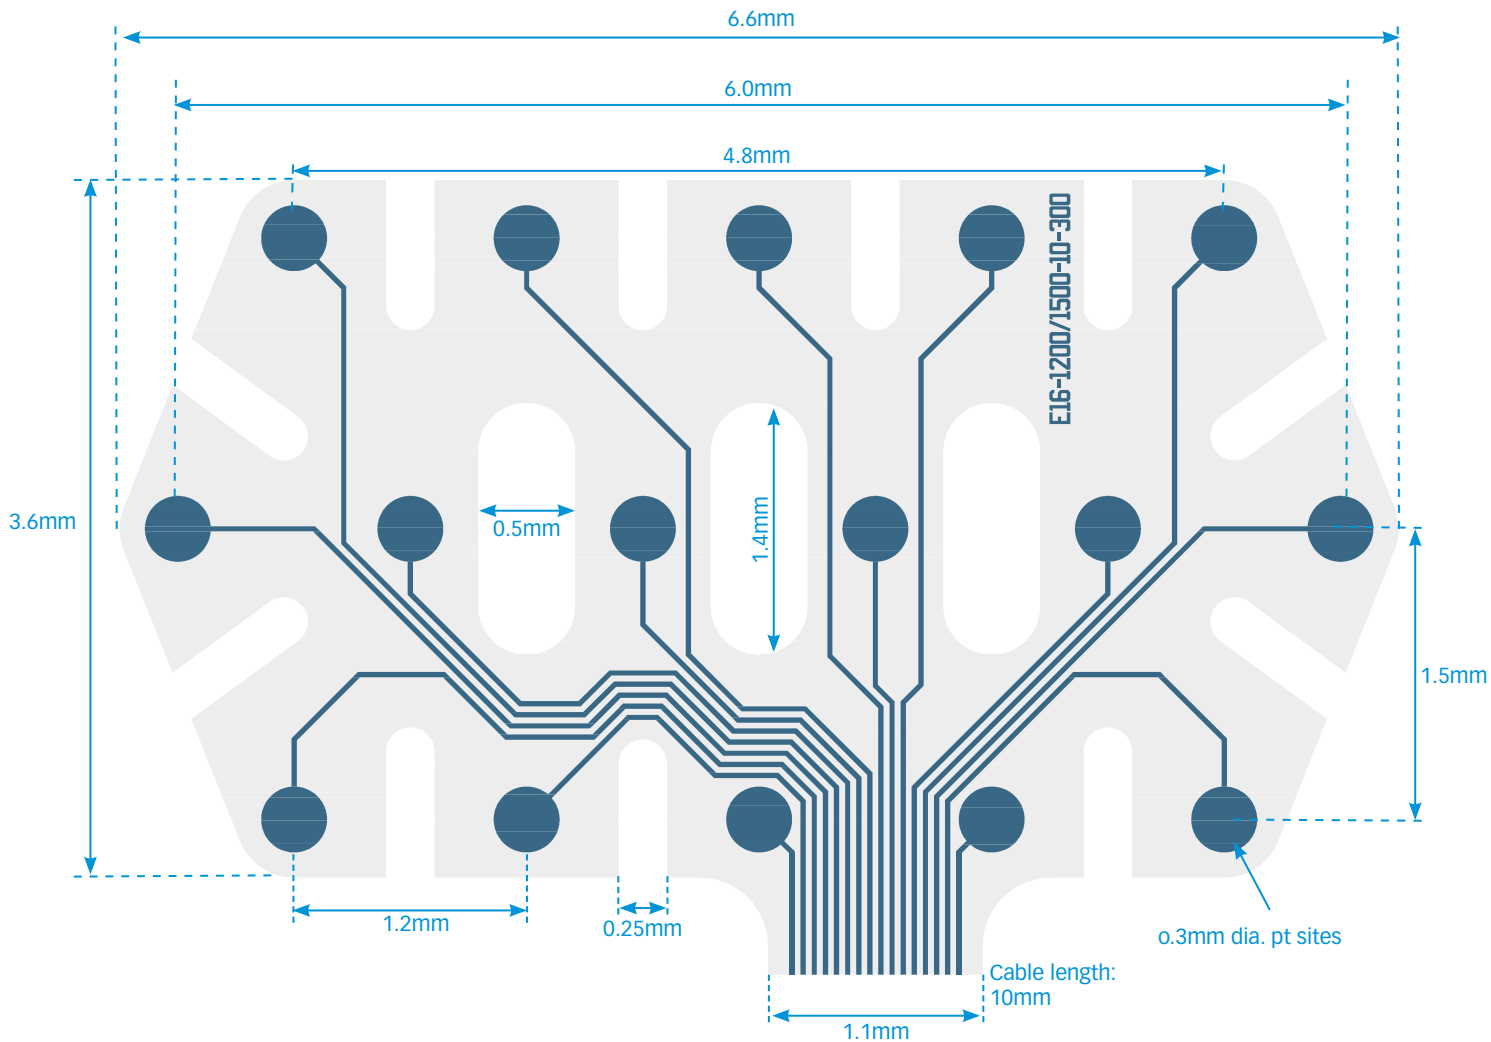 6.6mm
6.0mm
4.8mm
E16-1200/1500-10-300
3.6mm
0.5mm
1.4mm
1.5mm
1.2mm
0.25mm
o.3mm dia. pt sites
Cable length:
10mm
1.1mm